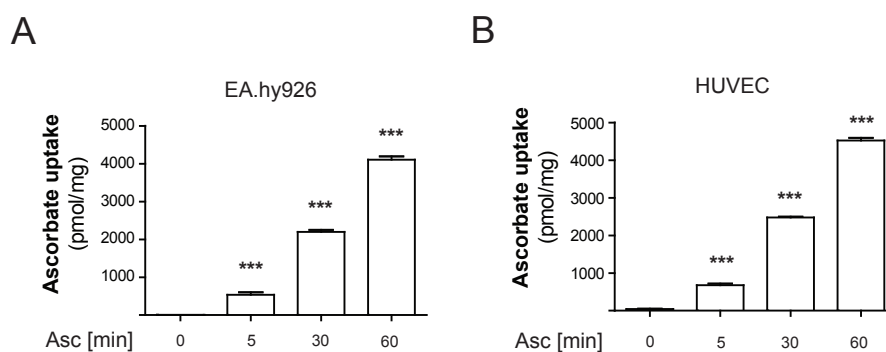 A
EA.hy926
Ascorbate uptake
(pmol/mg)
5000
4000
3000
2000
1000
***
***
***
Asc [min] 0 5 30 60
B
HUVEC
Ascorbate uptake
(pmol/mg)
5000
4000
3000
2000
1000
***
***
***
Asc [min] 0 5 30 60